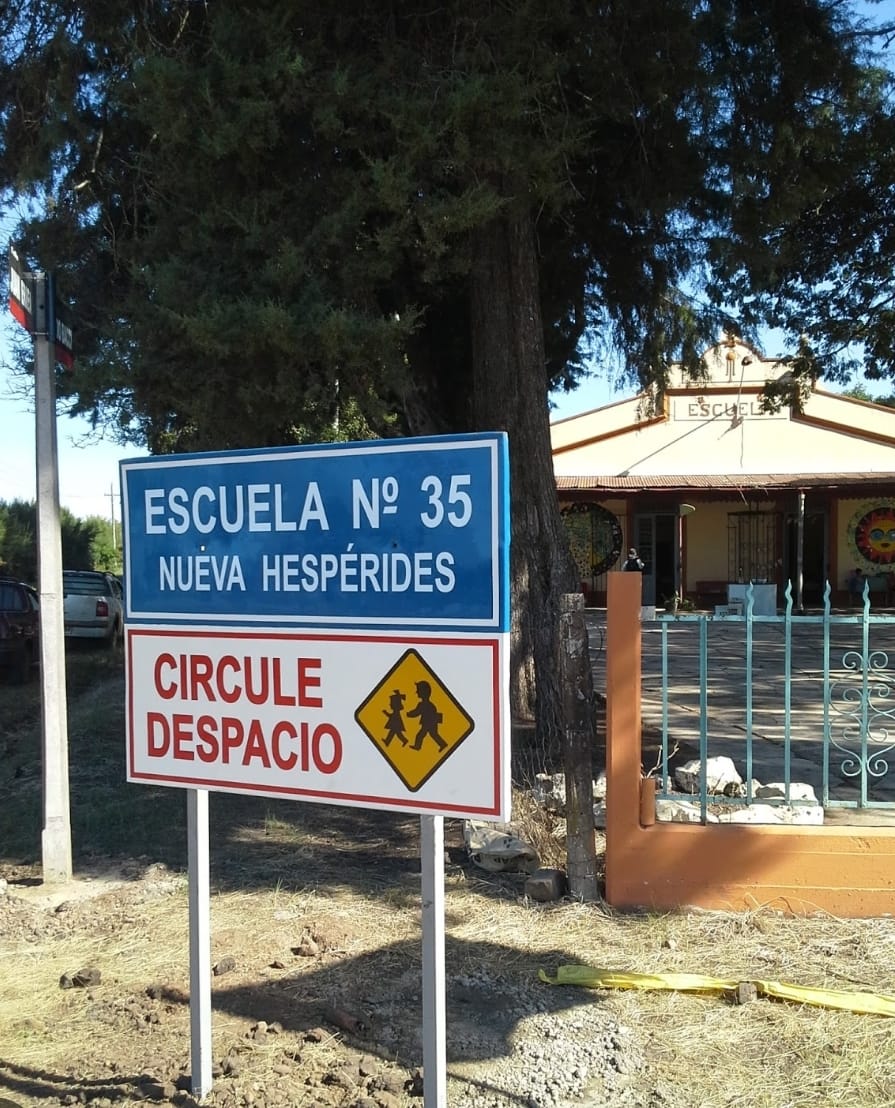 ESCUELA Nº 35
NUEVA HESPÉRIDES
CIRCULE
DESPACIO
ESCUELA